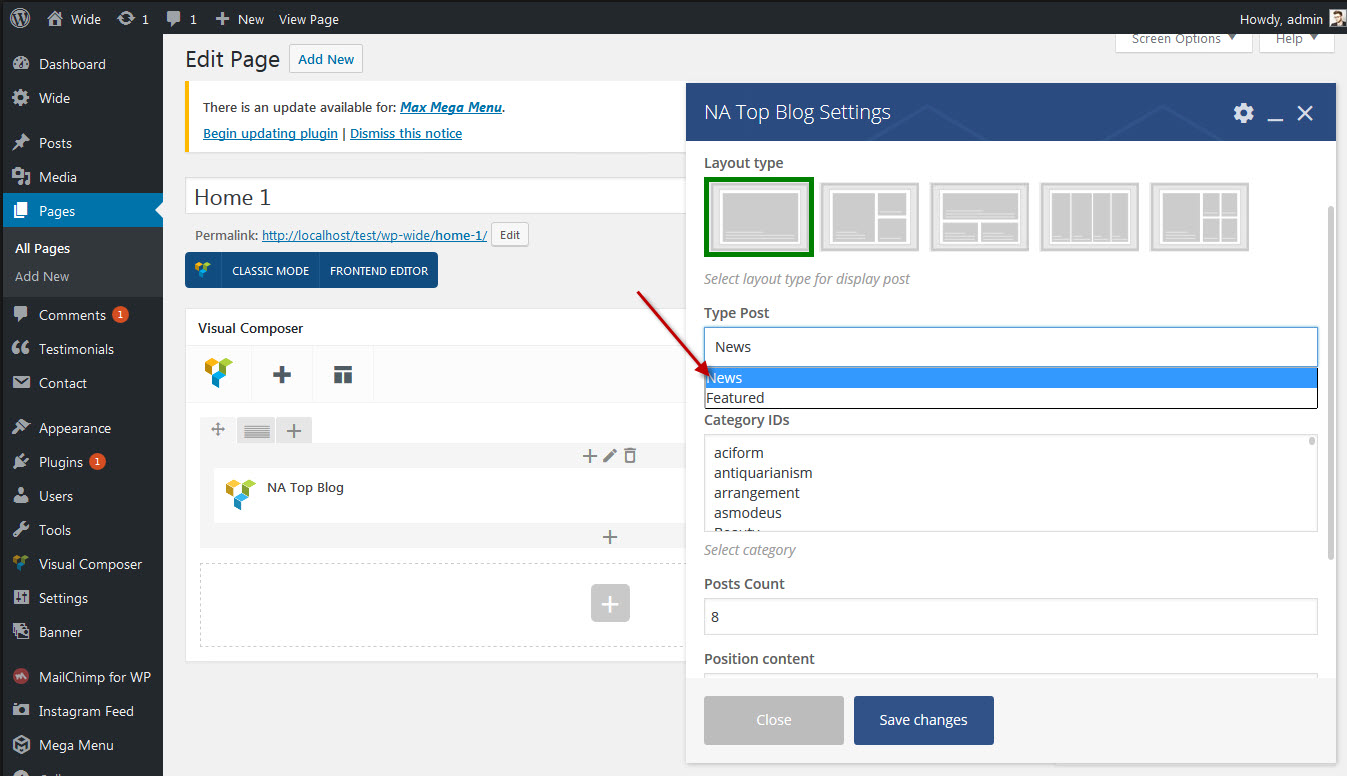 Wide
1
1
New
View Page
Howdy, admin
Dashboard
Wide
Posts
Media
Pages
All Pages
Add New
Comments 1
Testimonials
Contact
Appearance
Plugins 1
Users
Tools
Visual Composer
Settings
Banner
MailChimp for WP
Instagram Feed
Mega Menu
Screen Options
Help
Edit Page
Add New
There is an update available for: Max Mega Menu.
Begin updating plugin | Dismiss this notice
Home 1
Permalink: http://localhost/test/wp-wide/home-1/ Edit
CLASSIC MODE
FRONTEND EDITOR
Visual Composer
NA Top Blog
NA Top Blog Settings
Layout type
Select layout type for display post
Type Post
News
News
Featured
Category IDs
aciform
antiquarianism
arrangement
asmodeus
Beauty
Select category
Posts Count
8
Position content
Close
Save changes